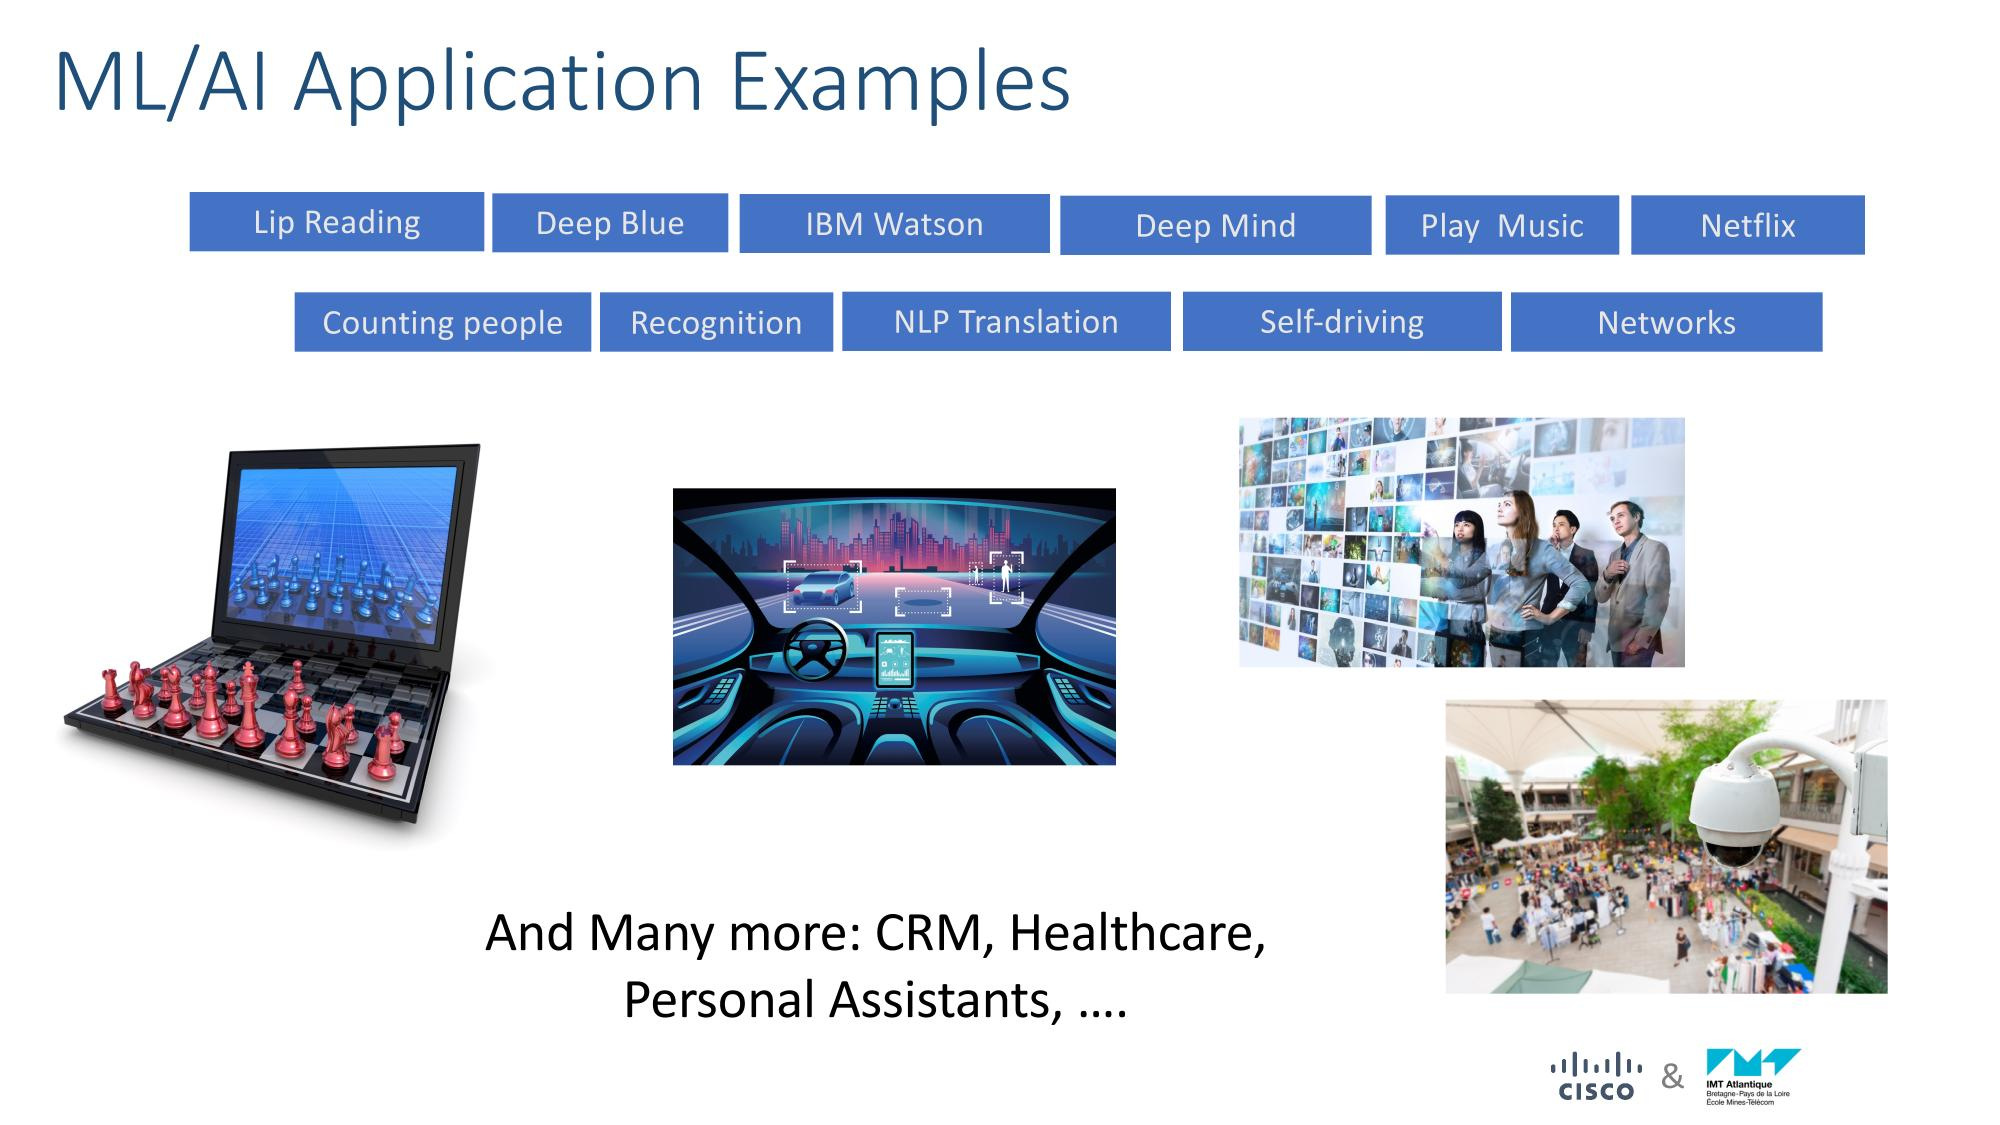 ML/AI Application Examples
Lip Reading
Deep Blue
IBM Watson
Deep Mind
Play  Music
Netflix
Counting people
Recognition
NLP Translation
Self-driving
Networks
And Many more: CRM, Healthcare,
Personal Assistants, ....
CISCO
&
IMT Atlantique
Bretagne-Pays de la Loire
École Mines-Télécom